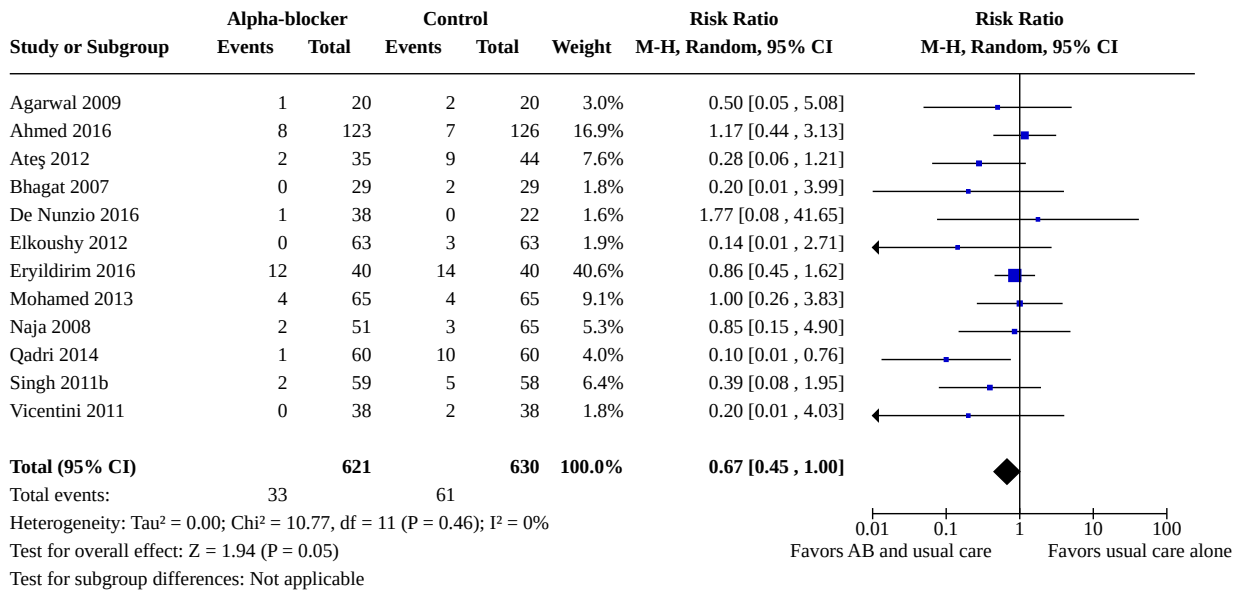 Alpha-blocker Control Risk Ratio Risk Ratio
Study or Subgroup Events Total Events Total Weight M-H, Random, 95% CI M-H, Random, 95% CI
Agarwal 2009 1 20 2 20 3.0% 0.50 [0.05 , 5.08]
Ahmed 2016 8 123 7 126 16.9% 1.17 [0.44 , 3.13]
Ateş 2012 2 35 9 44 7.6% 0.28 [0.06 , 1.21]
Bhagat 2007 0 29 2 29 1.8% 0.20 [0.01 , 3.99]
De Nunzio 2016 1 38 0 22 1.6% 1.77 [0.08 , 41.65]
Elkoushy 2012 0 63 3 63 1.9% 0.14 [0.01 , 2.71]
Eryildirim 2016 12 40 14 40 40.6% 0.86 [0.45 , 1.62]
Mohamed 2013 4 65 4 65 9.1% 1.00 [0.26 , 3.83]
Naja 2008 2 51 3 65 5.3% 0.85 [0.15 , 4.90]
Qadri 2014 1 60 10 60 4.0% 0.10 [0.01 , 0.76]
Singh 2011b 2 59 5 58 6.4% 0.39 [0.08 , 1.95]
Vicentini 2011 0 38 2 38 1.8% 0.20 [0.01 , 4.03]
Total (95% CI) 621 630 100.0% 0.67 [0.45 , 1.00]
Total events: 33 61
Heterogeneity: Tau² = 0.00; Chi² = 10.77, df = 11 (P = 0.46); I² = 0%
0.01 0.1 1 10 100
Test for overall effect: Z = 1.94 (P = 0.05) Favors AB and usual care Favors usual care alone
Test for subgroup differences: Not applicable